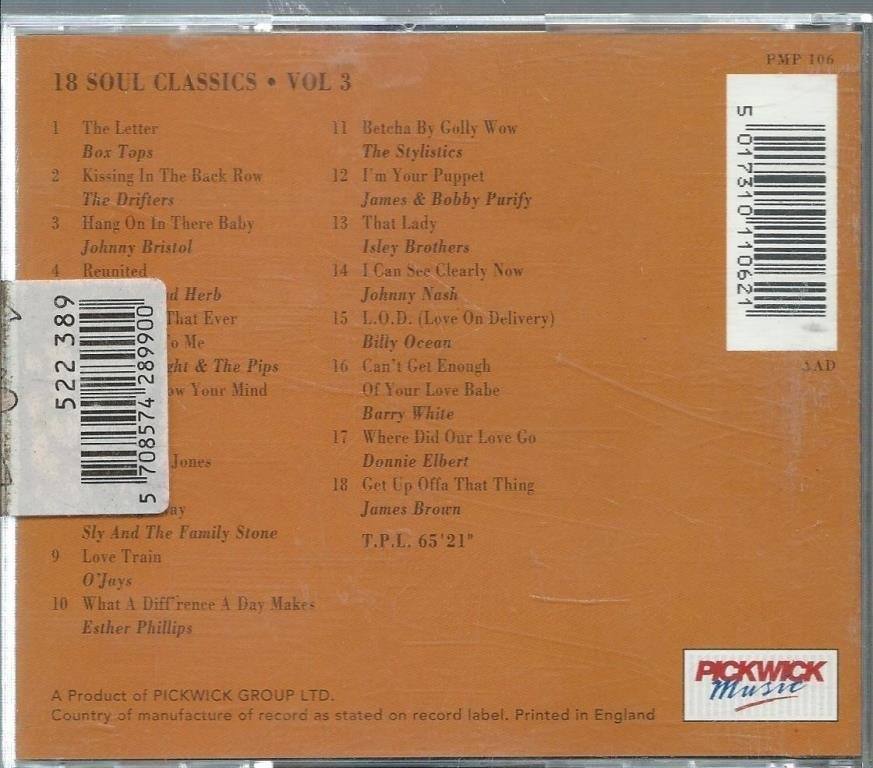 PMP 106
18 SOUL CLASSICS • VOL 3
1 The Letter
Box Tops
2 Kissing In The Back Row
The Drifters
3 Hang On In There Baby
Johnny Bristol
4 Reunited
d Herb
That Ever
To Me
ght & The Pips
ow Your Mind
Jones
ay
Sly And The Family Stone
9 Love Train
O'Jays
10 What A Diff'rence A Day Makes
Esther Phillips
11 Betcha By Golly Wow
The Stylistics
12 I'm Your Puppet
James & Bobby Purify
13 That Lady
Isley Brothers
14 I Can See Clearly Now
Johnny Nash
15 L.O.D. (Love On Delivery)
Billy Ocean
16 Can't Get Enough
Of Your Love Babe
Barry White
17 Where Did Our Love Go
Donnie Elbert
18 Get Up Offa That Thing
James Brown
T.P.L. 65'21"
5 017310 110621
AAD
522 389
5 708574 289900
A Product of PICKWICK GROUP LTD.
Country of manufacture of record as stated on record label. Printed in England
PICKWICK
Music